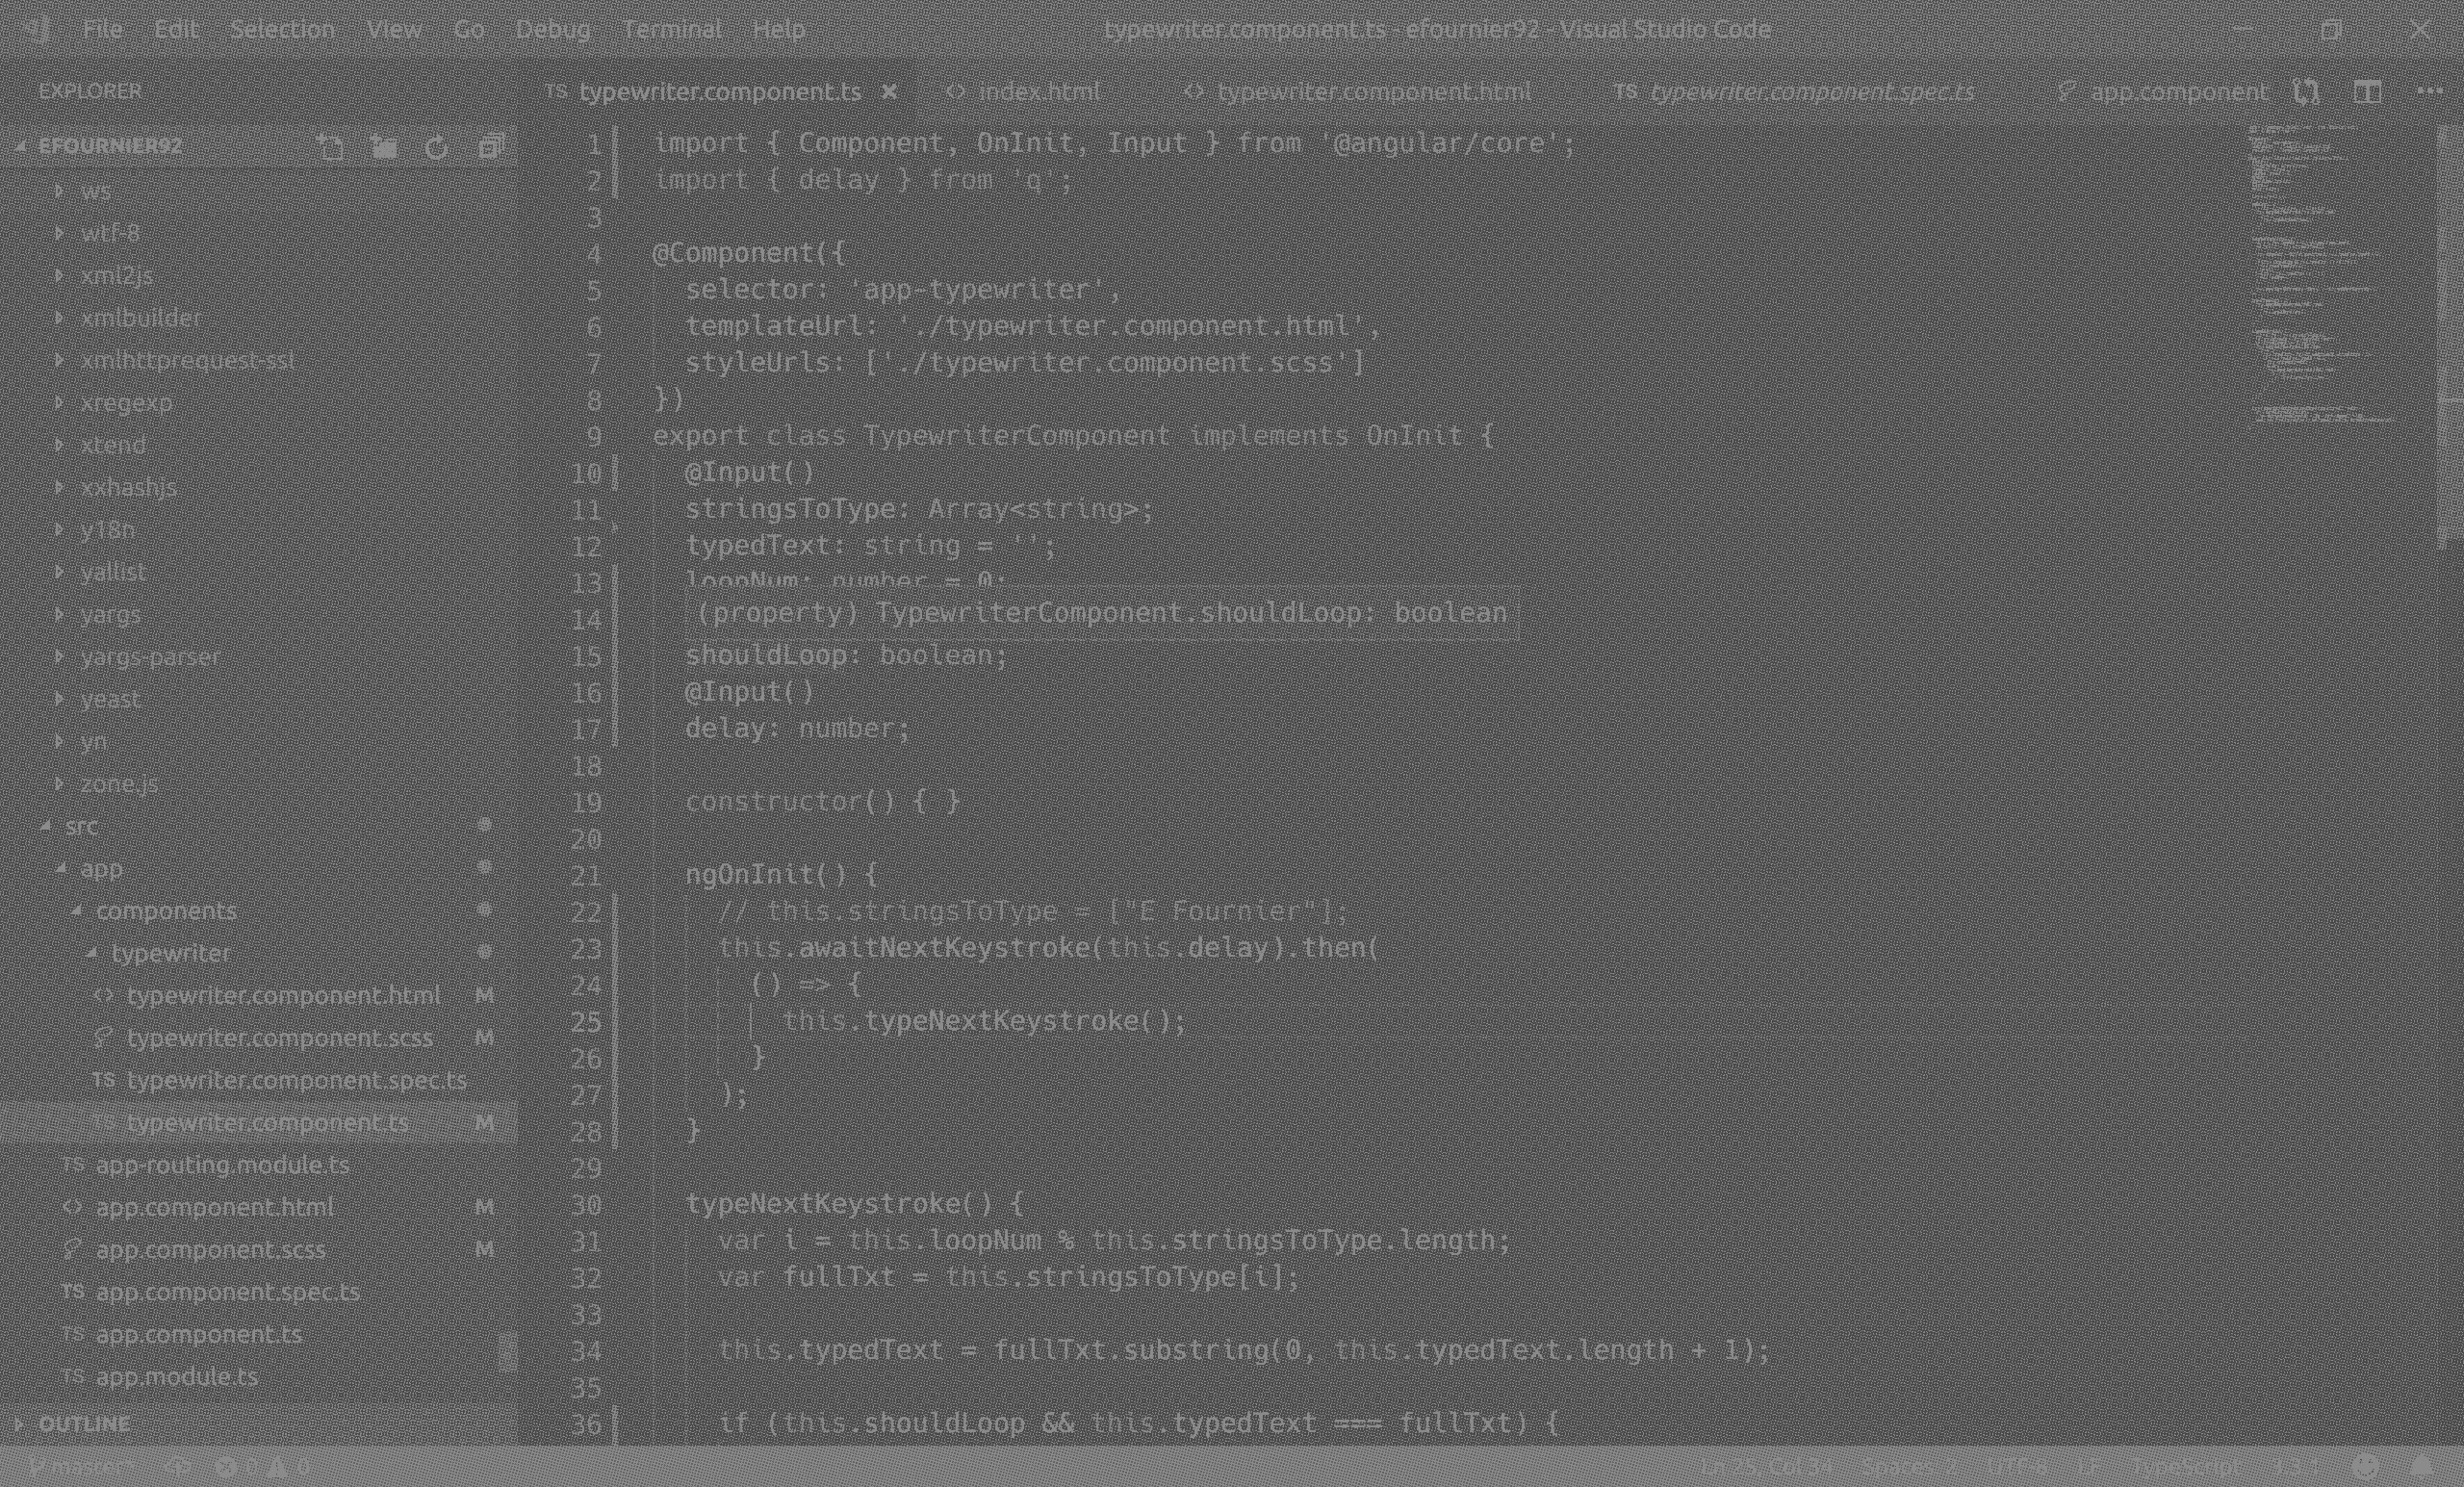 File Edit Selection View Go Debug Terminal Help typewriter.component.ts - efournier92 - Visual Studio Code
EXPLORER
TS typewriter.component.ts × <> index.html <> typewriter.component.html TS typewriter.component.spec.ts app.component ...
EFOURNIER92
ws
wtf-8
xml2js
xmlbuilder
xmlhttprequest-ssl
xregexp
xtend
xxhashjs
y18n
yallist
yargs
yargs-parser
yeast
yn
zone.js
src
app
components
typewriter
<> typewriter.component.html M
typewriter.component.scss M
TS typewriter.component.spec.ts
TS typewriter.component.ts M
TS app-routing.module.ts
<> app.component.html M
app.component.scss M
TS app.component.spec.ts
TS app.component.ts
TS app.module.ts
OUTLINE
1 import { Component, OnInit, Input } from '@angular/core';
2 import { delay } from 'q';
3
4 @Component({
5 selector: 'app-typewriter',
6 templateUrl: './typewriter.component.html',
7 styleUrls: ['./typewriter.component.scss']
8 })
9 export class TypewriterComponent implements OnInit {
10 @Input()
11 stringsToType: Array<string>;
12 typedText: string = '';
13 loopNum: number = 0;
14 (property) TypewriterComponent.shouldLoop: boolean
15 shouldLoop: boolean;
16 @Input()
17 delay: number;
18
19 constructor() { }
20
21 ngOnInit() {
22 // this.stringsToType = ["E Fournier"];
23 this.awaitNextKeystroke(this.delay).then(
24 () => {
25 this.typeNextKeystroke();
26 }
27 );
28 }
29
30 typeNextKeystroke() {
31 var i = this.loopNum % this.stringsToType.length;
32 var fullTxt = this.stringsToType[i];
33
34 this.typedText = fullTxt.substring(0, this.typedText.length + 1);
35
36 if (this.shouldLoop && this.typedText === fullTxt) {
master* 0 0 Ln 25, Col 34 Spaces: 2 UTF-8 LF TypeScript 3.3.1